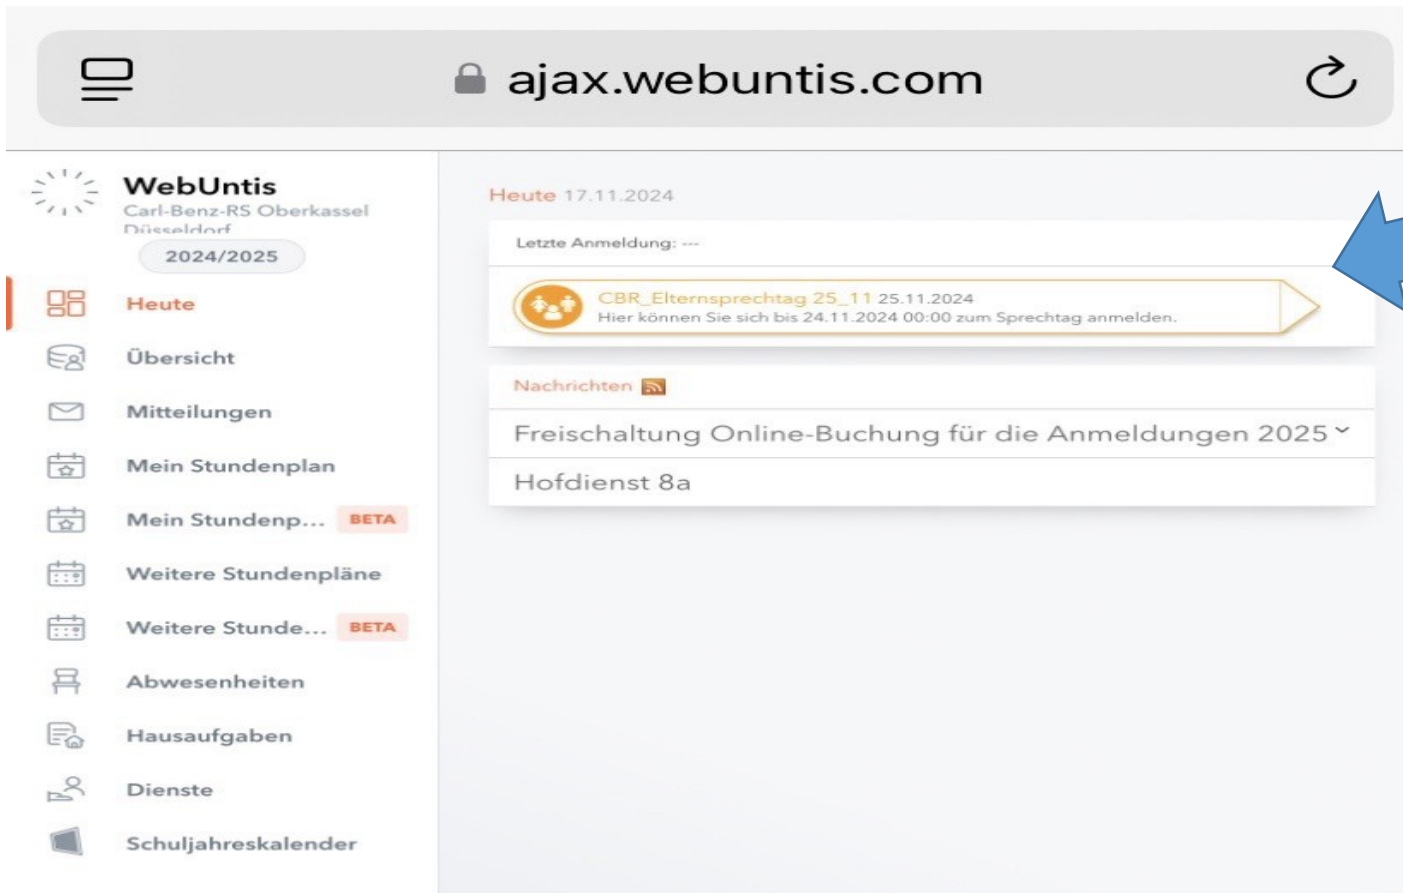 ajax.webuntis.com
WebUntis
Carl-Benz-RS Oberkassel
Düsseldorf
2024/2025
Heute
Übersicht
Mitteilungen
Mein Stundenplan
Mein Stundenp... BETA
Weitere Stundenpläne
Weitere Stunde... BETA
Abwesenheiten
Hausaufgaben
Dienste
Schuljahreskalender
Heute 17.11.2024
Letzte Anmeldung: ---
CBR_Elternsprechtag 25_11 25.11.2024
Hier können Sie sich bis 24.11.2024 00:00 zum Sprechtag anmelden.
Nachrichten
Freischaltung Online-Buchung für die Anmeldungen 2025
Hofdienst 8a